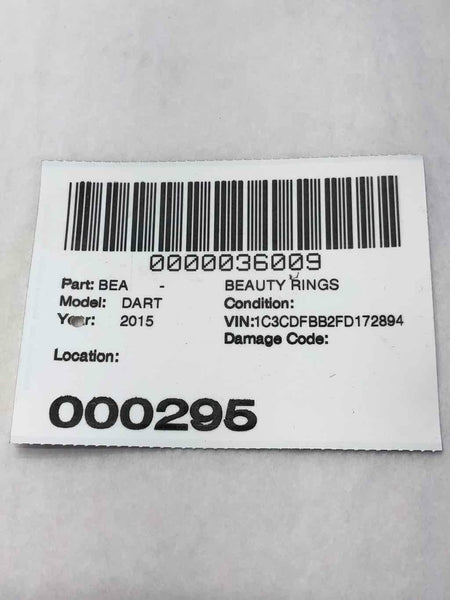 0000036009
Part: BEA - BEAUTY RINGS
Model: DART Condition:
Year: 2015 VIN:1C3CDFBB2FD172894
Damage Code:
Location:
000295